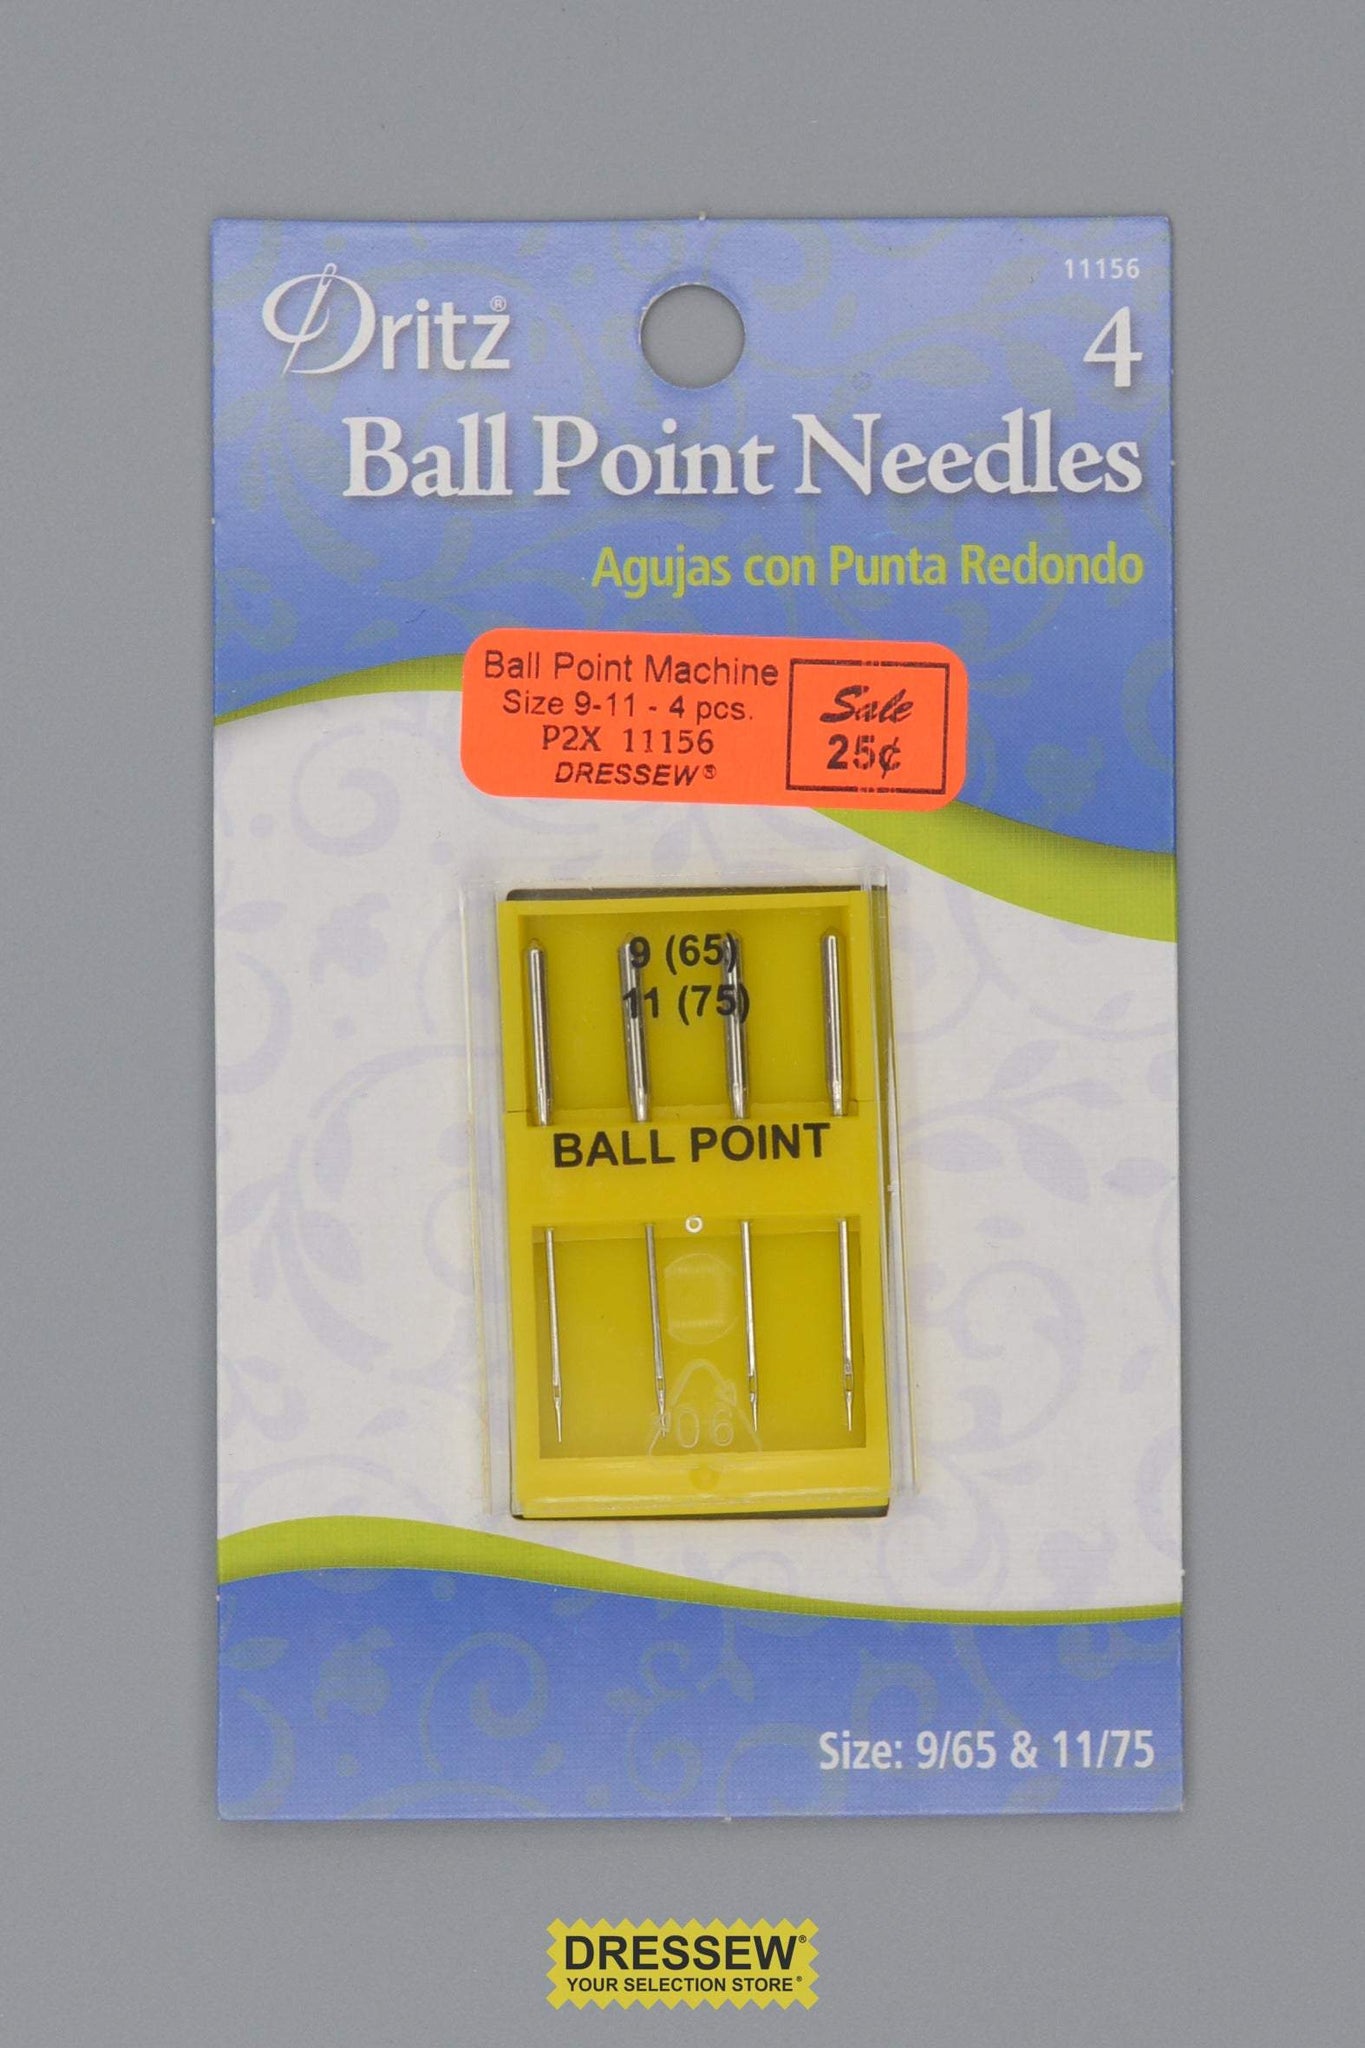 11156
Dritz®
4
Ball Point Needles
Agujas con Punta Redondo
Ball Point Machine
Size 9-11 - 4 pcs.
P2X 11156
DRESSEW®
Sale
25¢
9 (65)
11 (75)
BALL POINT
06
Size: 9/65 & 11/75
DRESSEW®
YOUR SELECTION STORE®